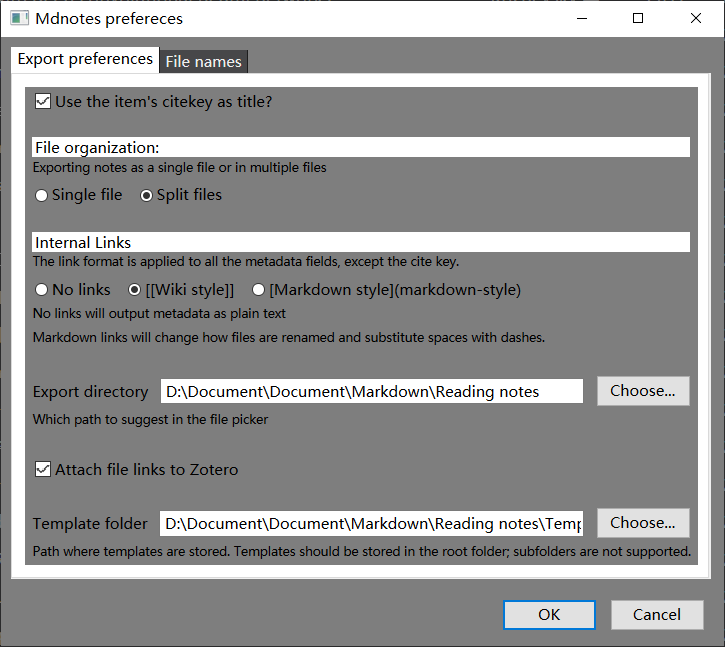 Mdnotes prefereces
Export preferences File names
Use the item's citekey as title?
File organization:
Exporting notes as a single file or in multiple files
Single file Split files
Internal Links
The link format is applied to all the metadata fields, except the cite key.
No links [[Wiki style]] [Markdown style](markdown-style)
No links will output metadata as plain text
Markdown links will change how files are renamed and substitute spaces with dashes.
Export directory D:\Document\Document\Markdown\Reading notes Choose...
Which path to suggest in the file picker
Attach file links to Zotero
Template folder D:\Document\Document\Markdown\Reading notes\Temp Choose...
Path where templates are stored. Templates should be stored in the root folder; subfolders are not supported.
OK Cancel